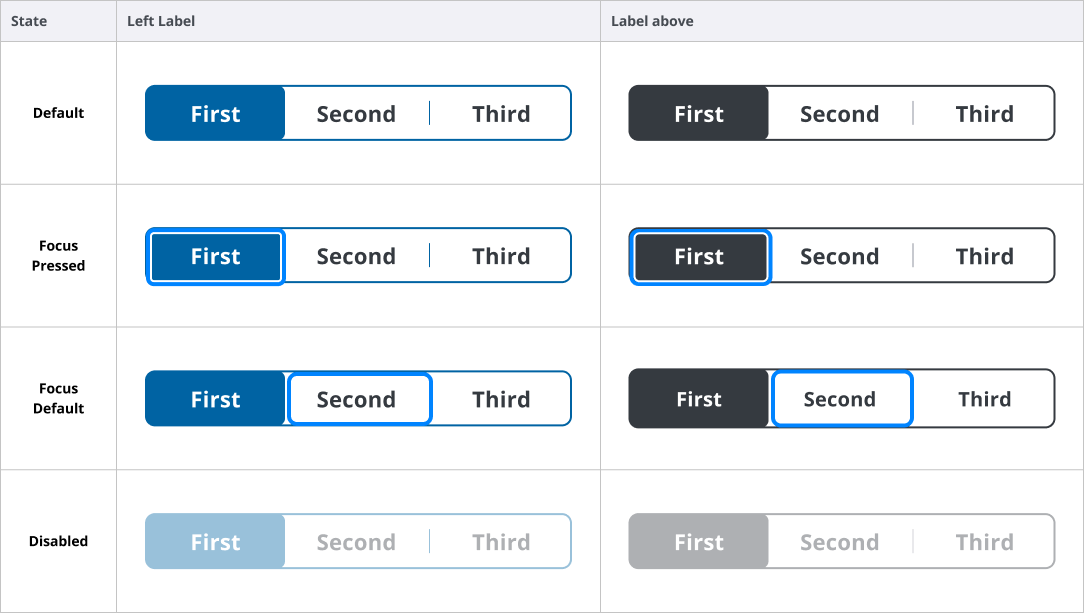 State Left Label Label above
Default First Second Third First Second Third
Focus
Pressed First Second Third First Second Third
Focus
Default First Second Third First Second Third
Disabled First Second Third First Second Third